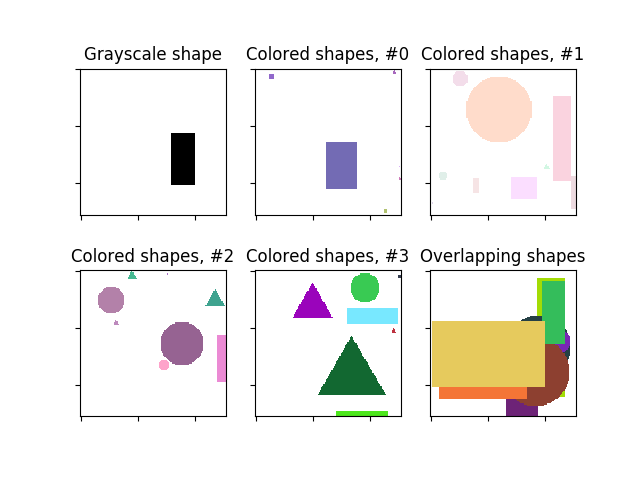 Grayscale shape
Colored shapes, #0
Colored shapes, #1
Colored shapes, #2
Colored shapes, #3
Overlapping shapes